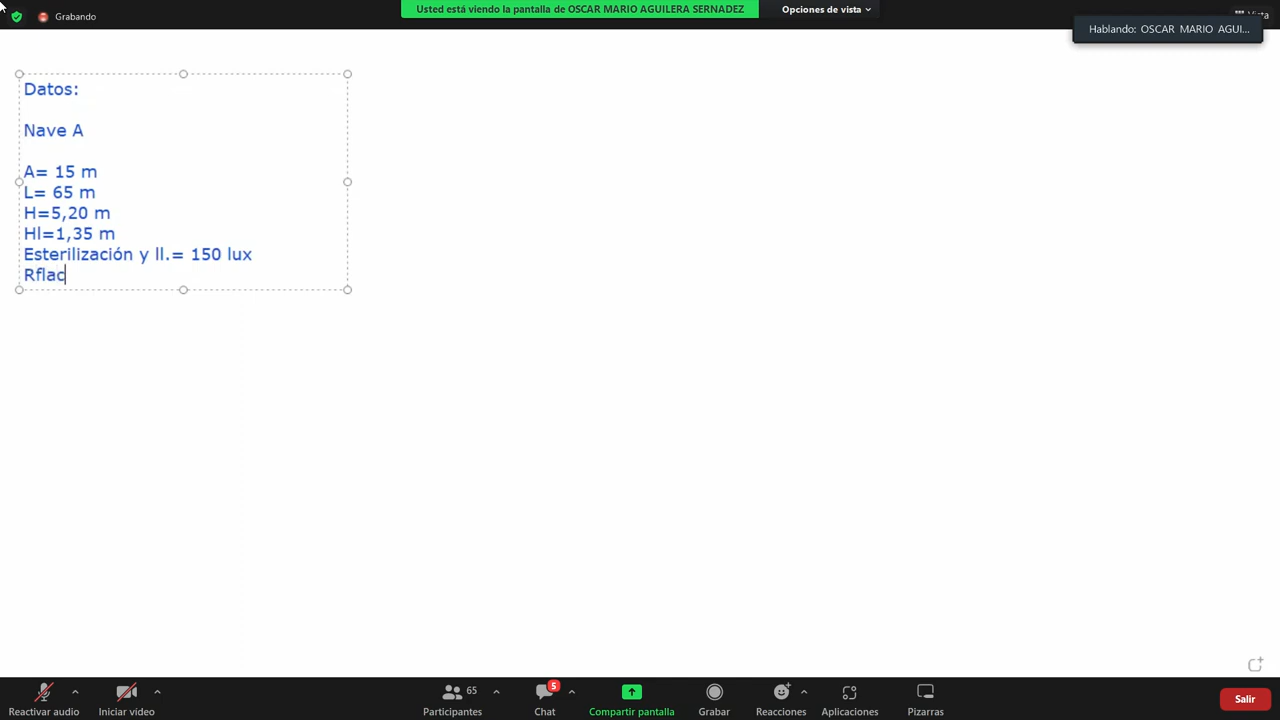 Grabando
Usted está viendo la pantalla de OSCAR MARIO AGUILERA SERNADEZ
Opciones de vista
Vista
Hablando: OSCAR MARIO AGUI...
Datos:
Nave A
A= 15 m
L= 65 m
H=5,20 m
Hl=1,35 m
Esterilización y ll.= 150 lux
Rflac
Reactivar audio
Iniciar video
65
Participantes
5
Chat
Compartir pantalla
Grabar
Reacciones
Aplicaciones
Pizarras
Salir